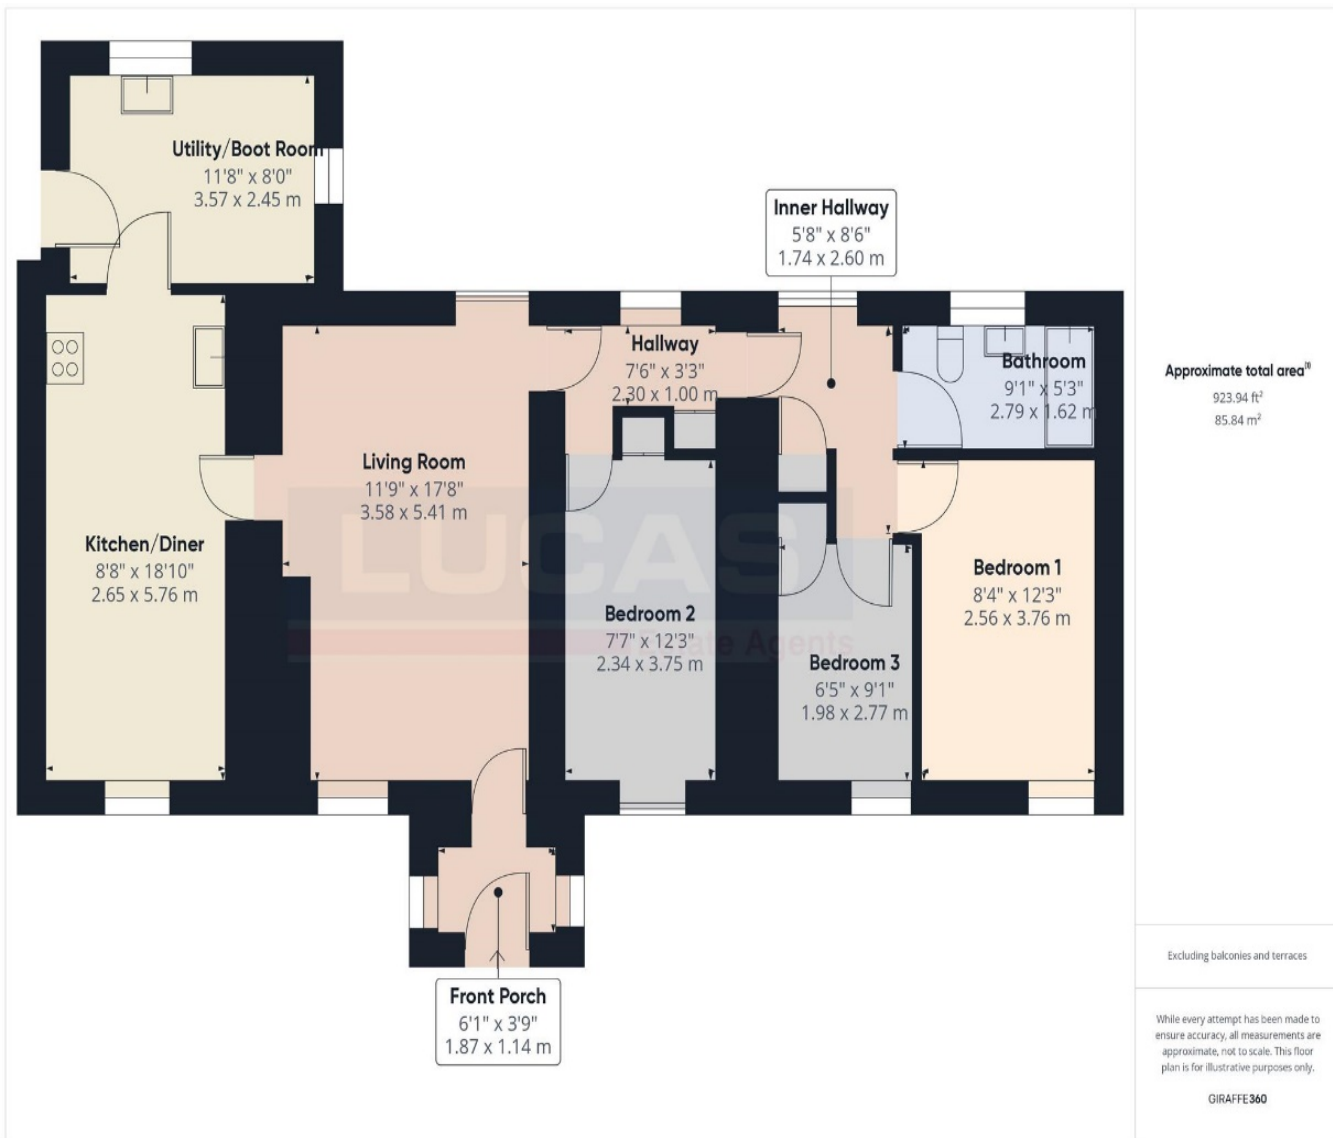 Utility/Boot Room
11'8" x 8'0"
3.57 x 2.45 m
Inner Hallway
5'8" x 8'6"
1.74 x 2.60 m
Hallway
7'6" x 3'3"
2.30 x 1.00 m
Bathroom
9'1" x 5'3"
2.79 x 1.62 m
Living Room
11'9" x 17'8"
3.58 x 5.41 m
Kitchen/Diner
8'8" x 18'10"
2.65 x 5.76 m
Bedroom 2
7'7" x 12'3"
2.34 x 3.75 m
Bedroom 3
6'5" x 9'1"
1.98 x 2.77 m
Bedroom 1
8'4" x 12'3"
2.56 x 3.76 m
LUCAS
Estate Agents
Front Porch
6'1" x 3'9"
1.87 x 1.14 m
Approximate total area⁽¹⁾
923.94 ft²
85.84 m²
Excluding balconies and terraces
While every attempt has been made to
ensure accuracy, all measurements are
approximate, not to scale. This floor
plan is for illustrative purposes only.
GIRAFFE360